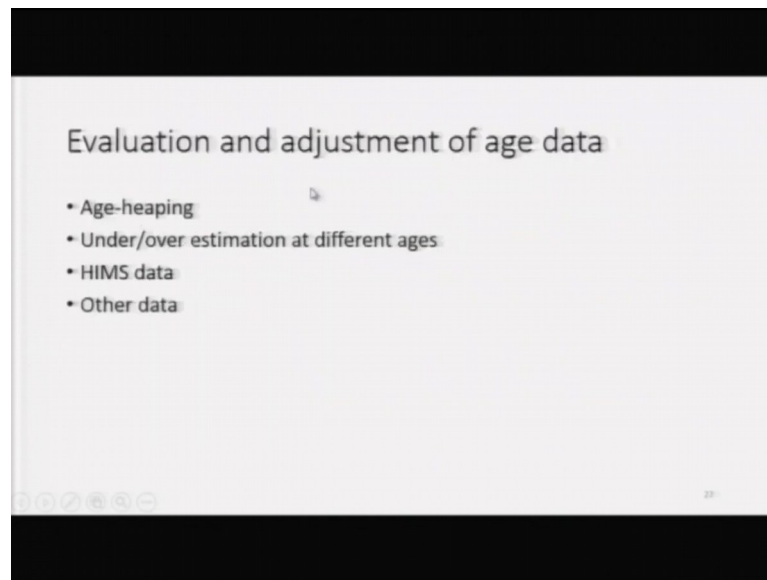 Evaluation and adjustment of age data
• Age-heaping
• Under/over estimation at different ages
• HIMS data
• Other data